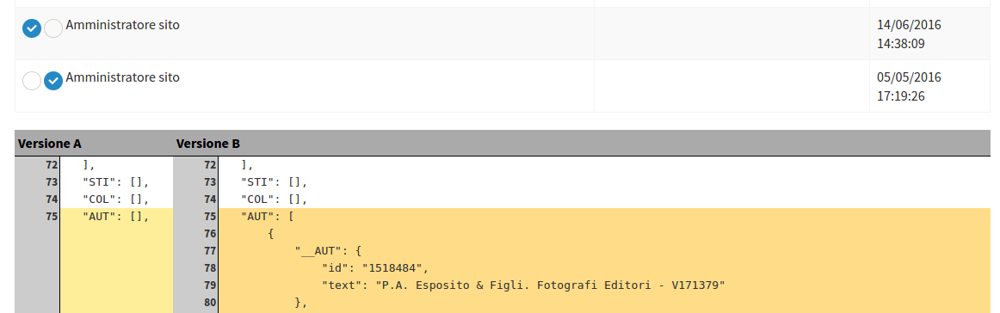 Amministratore sito 14/06/2016
14:38:09
Amministratore sito 05/05/2016
17:19:26
Versione A Versione B
72 ], 72 ],
73 "STI": [], 73 "STI": [],
74 "COL": [], 74 "COL": [],
75 "AUT": [], 75 "AUT": [
76 {
77 "__AUT": {
78 "id": "1518484",
79 "text": "P.A. Esposito & Figli. Fotografi Editori - V171379"
80 },